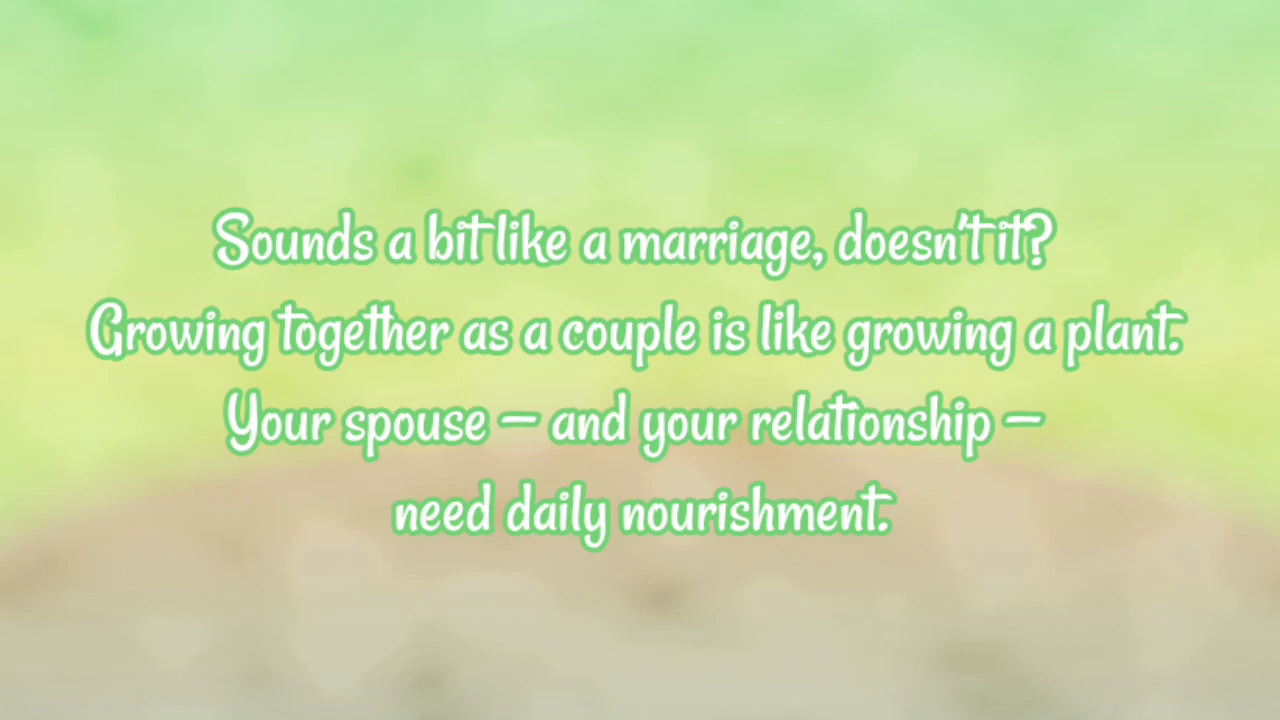 Sounds a bit like a marriage, doesn't it?
Growing together as a couple is like growing a plant.
Your spouse – and your relationship –
need daily nourishment.